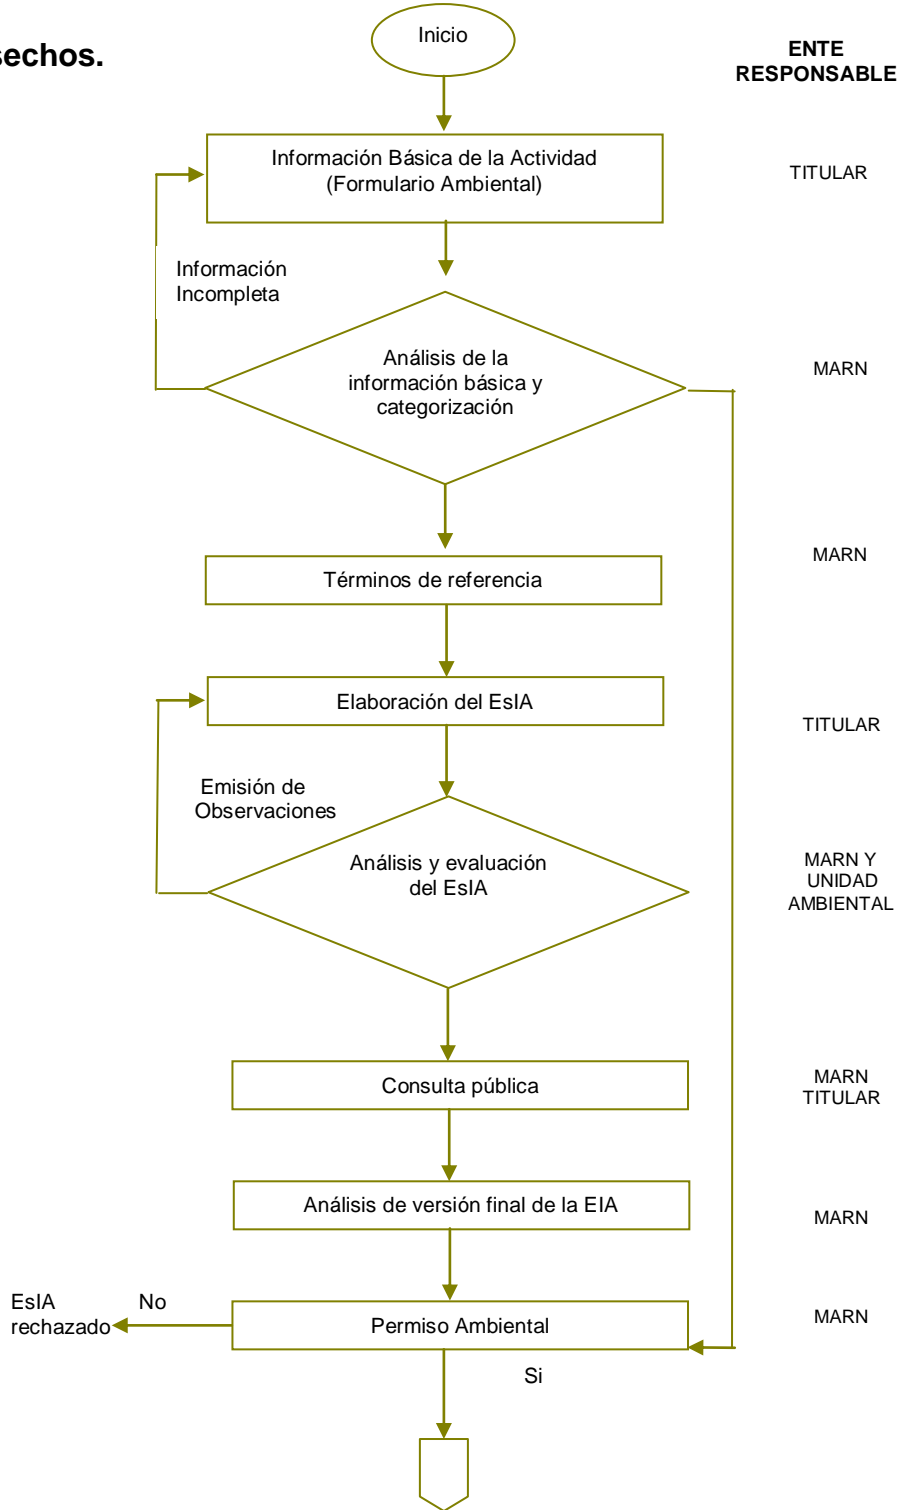 Inicio
sechos.
ENTE
RESPONSABLE
Información Básica de la Actividad
(Formulario Ambiental)
TITULAR
Información
Incompleta
Análisis de la
información básica y
categorización
MARN
Términos de referencia
MARN
Elaboración del EsIA
TITULAR
Emisión de
Observaciones
Análisis y evaluación
del EsIA
MARN Y
UNIDAD
AMBIENTAL
Consulta pública
MARN
TITULAR
Análisis de versión final de la EIA
MARN
EsIA
rechazado
No
Permiso Ambiental
MARN
Si